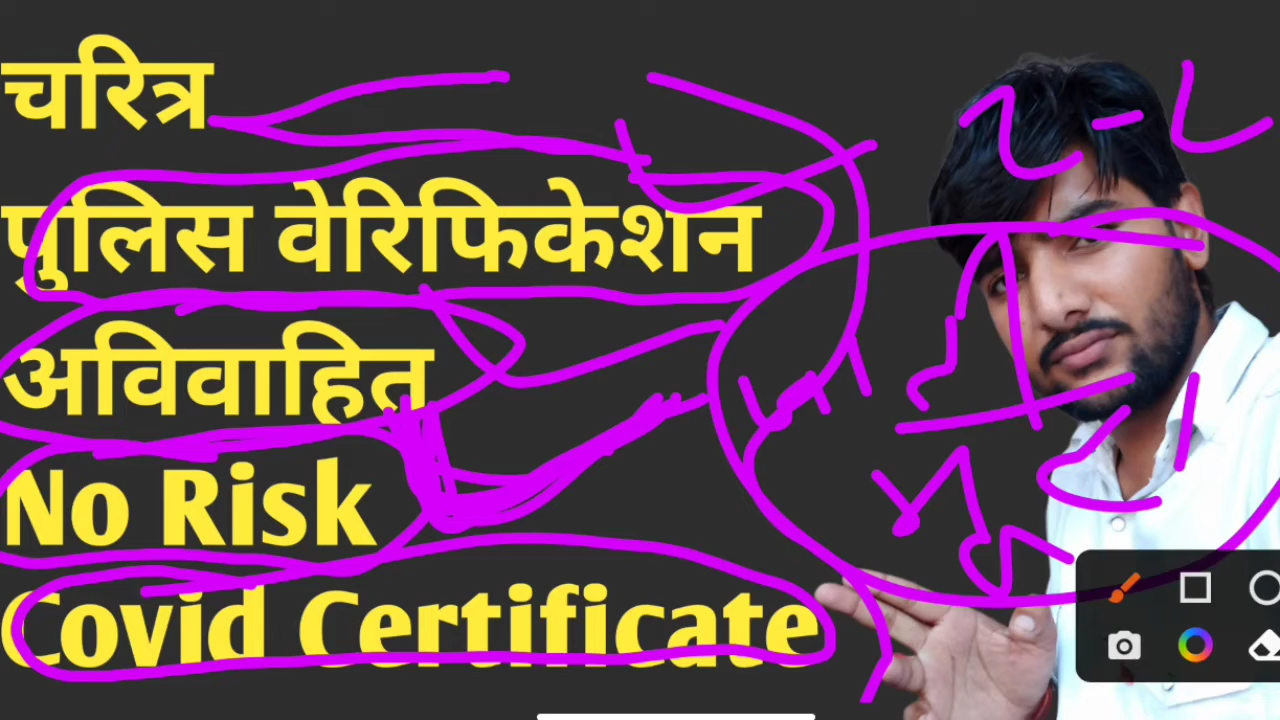 चरित्र
पुलिस वेरिफिकेशन
अविवाहित
No Risk
Covid Certificate